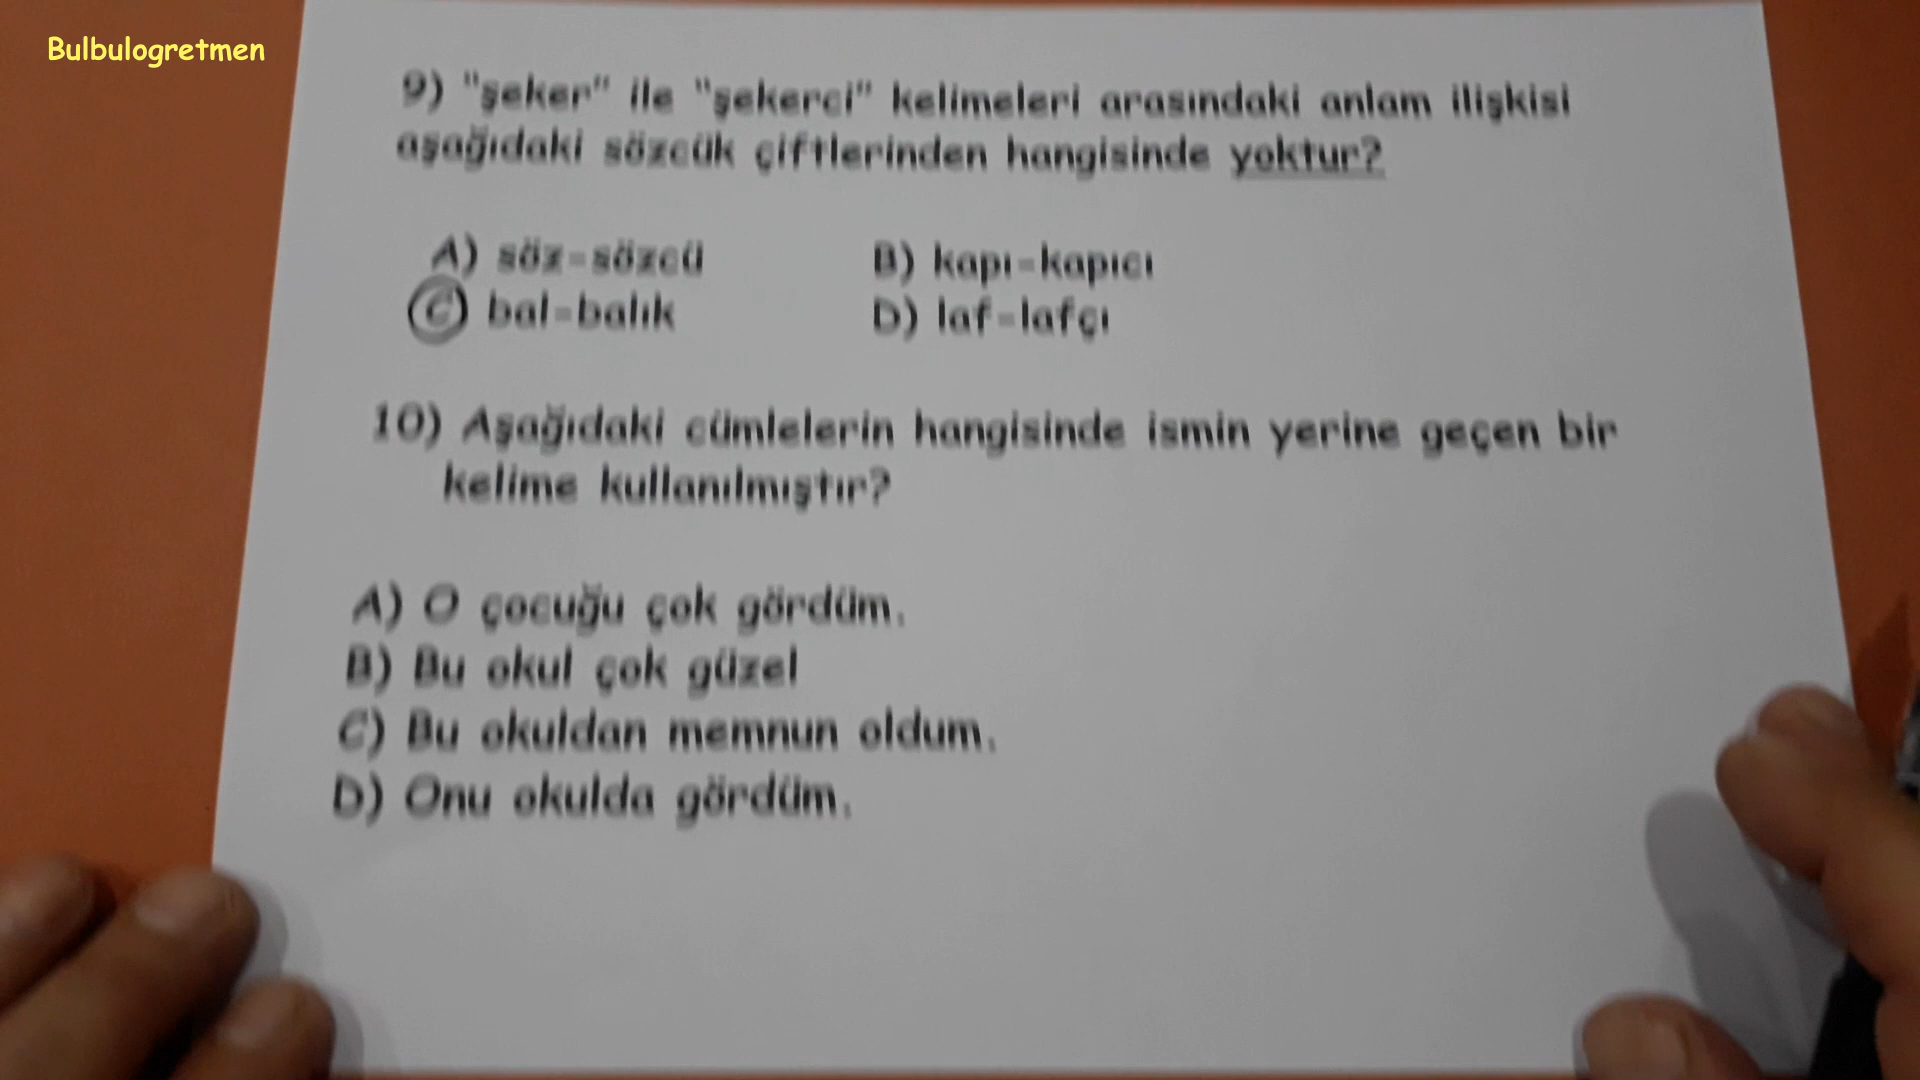 Bulbulogretmen
9) "şeker" ile "şekerci" kelimeleri arasındaki anlam ilişkisi
aşağıdaki sözcük çiftlerinden hangisinde yoktur?
A) söz-sözcü B) kapı-kapıcı
C) bal-balık D) laf-lafçı
10) Aşağıdaki cümlelerin hangisinde ismin yerine geçen bir
kelime kullanılmıştır?
A) O çocuğu çok gördüm.
B) Bu okul çok güzel
C) Bu okuldan memnun oldum.
D) Onu okulda gördüm.